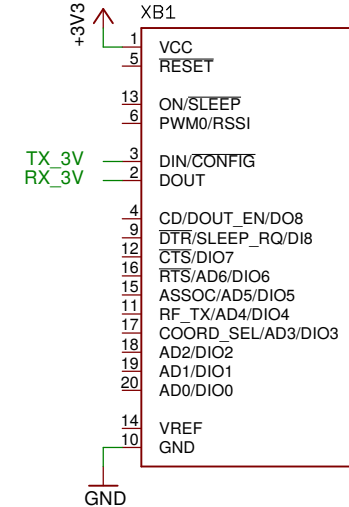 XB1
+3V3
1 VCC
5 RESET
13 ON/SLEEP
6 PWM0/RSSI
TX_3V 3 DIN/CONFIG
RX_3V 2 DOUT
4 CD/DOUT_EN/DO8
9 DTR/SLEEP_RQ/DI8
12 CTS/DIO7
16 RTS/AD6/DIO6
15 ASSOC/AD5/DIO5
11 RF_TX/AD4/DIO4
17 COORD_SEL/AD3/DIO3
18 AD2/DIO2
19 AD1/DIO1
20 AD0/DIO0
14 VREF
10 GND
GND